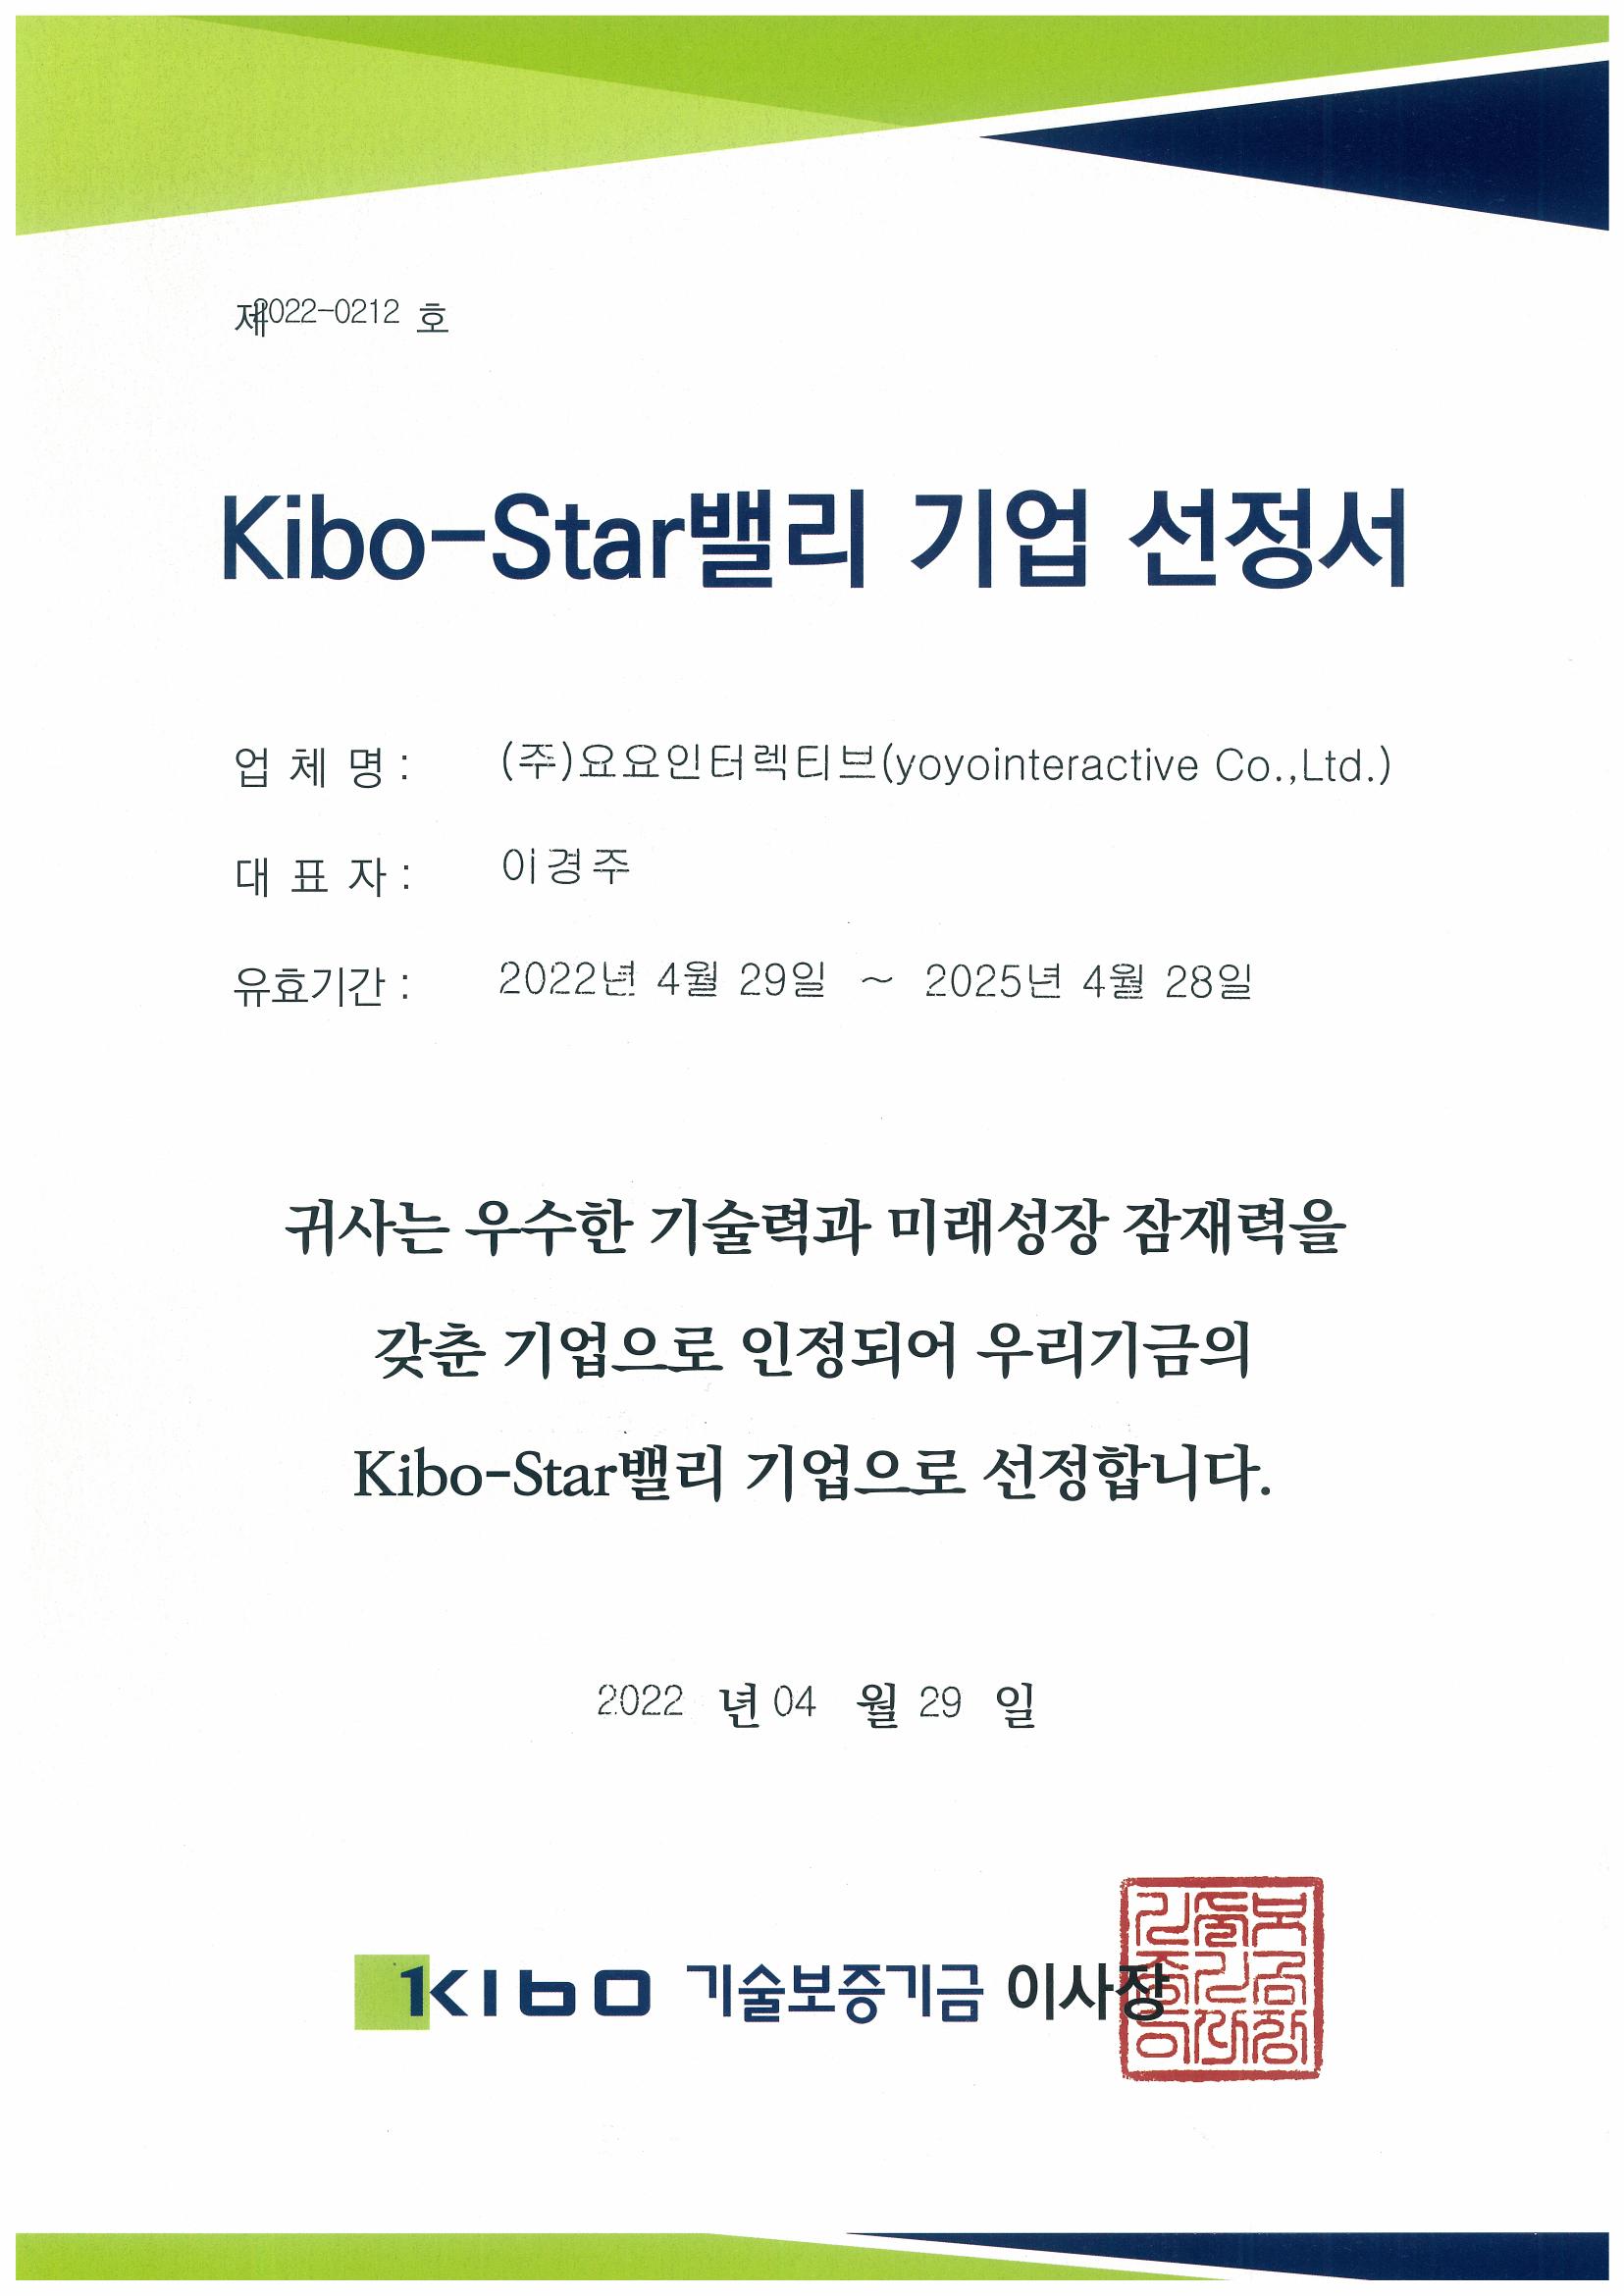 제2022-0212 호
Kibo-Star밸리 기업 선정서
업 체 명 : (주)요요인터렉티브(yoyointeractive Co.,Ltd.)
대 표 자 : 이경주
유효기간 : 2022년 4월 29일 ~ 2025년 4월 28일
귀사는 우수한 기술력과 미래성장 잠재력을
갖춘 기업으로 인정되어 우리기금의
Kibo-Star밸리 기업으로 선정합니다.
2022 년 04 월 29 일
KIBO 기술보증기금 이사장